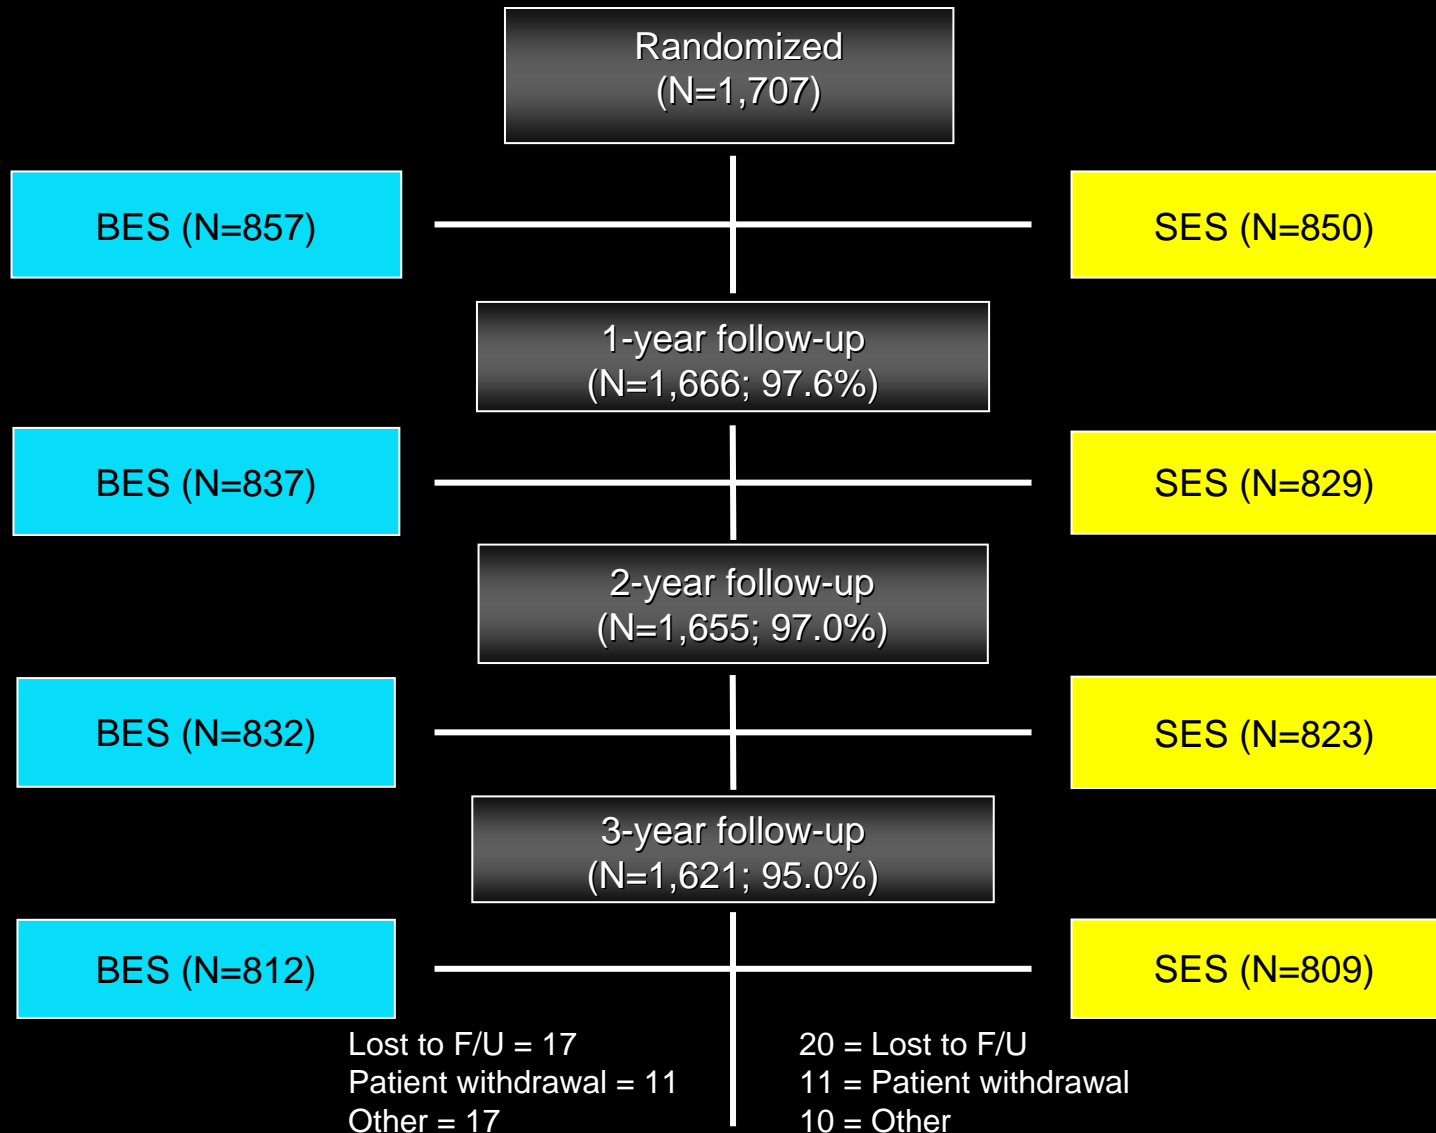 Randomized
(N=1,707)
BES (N=857)
SES (N=850)
1-year follow-up
(N=1,666; 97.6%)
BES (N=837)
SES (N=829)
2-year follow-up
(N=1,655; 97.0%)
BES (N=832)
SES (N=823)
3-year follow-up
(N=1,621; 95.0%)
BES (N=812)
SES (N=809)
Lost to F/U = 17
Patient withdrawal = 11
Other = 17
20 = Lost to F/U
11 = Patient withdrawal
10 = Other